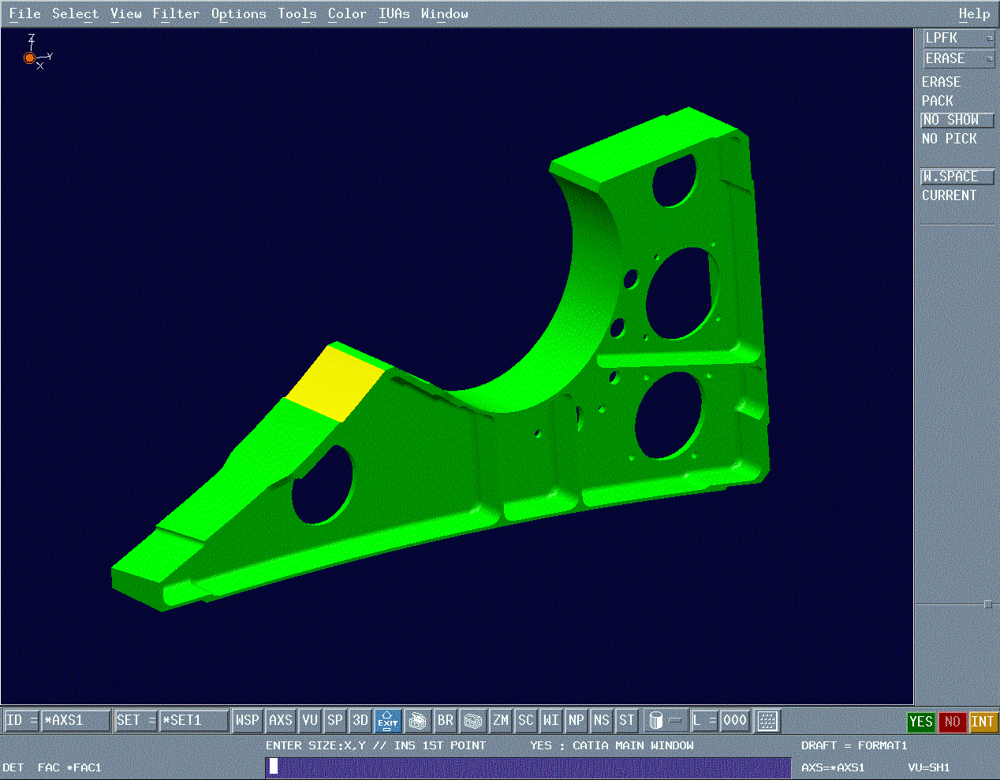 File Select View Filter Options Tools Color IUAs Window Help
Z
Y
X
LPFK
ERASE
ERASE
PACK
NO SHOW
NO PICK
W.SPACE
CURRENT
ID = *AXS1 SET = *SET1 WSP AXS VU SP 3D EXIT BR ZM SC WI NP NS ST L = 000 YES NO INT
ENTER SIZE:X,Y // INS 1ST POINT YES : CATIA MAIN WINDOW DRAFT = FORMAT1
DET FAC *FAC1 AXS=*AXS1 VU=SH1